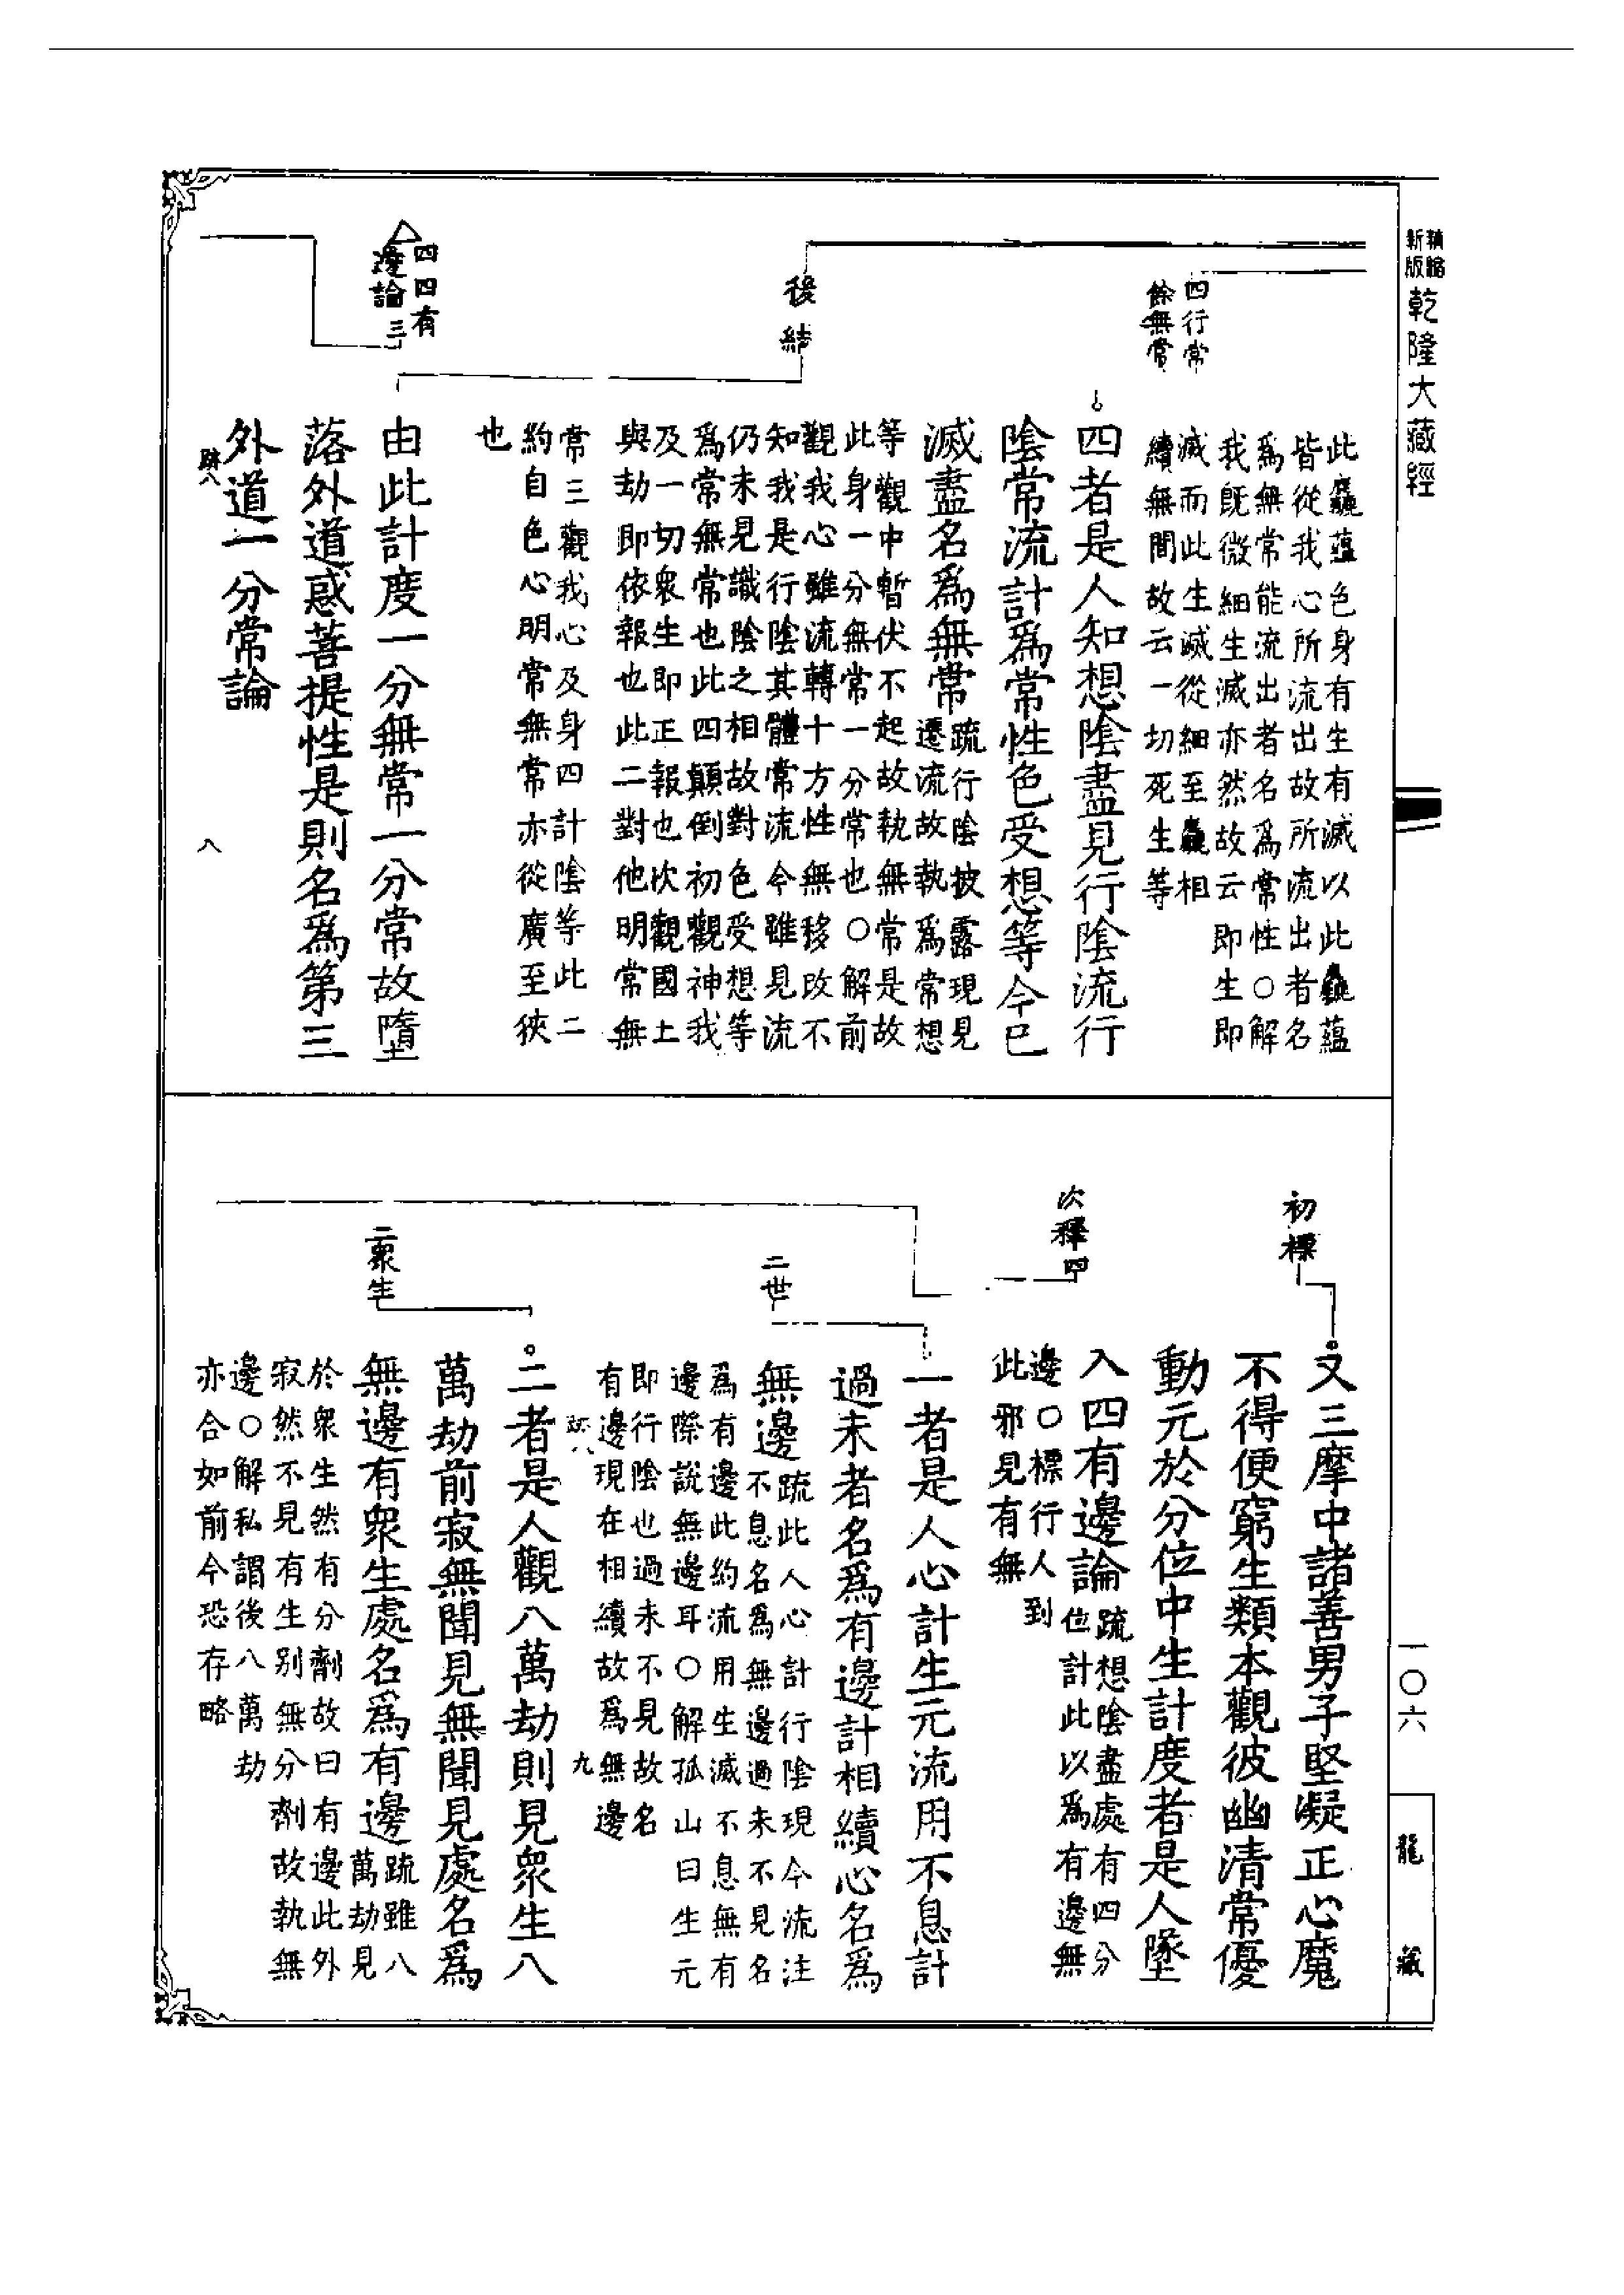 新版
精縮
乾隆大藏經
四行常
餘無常
此麤蘊色身有生有滅以此麤蘊
皆從我心所流出故所流出者名
為無常能流出者名為常性○解
我既微細生滅亦然故云即生即
滅而此生滅從細至麤相
續無間故云一切死生等
四者是人知想陰盡見行陰流行
陰常流計為常性色受想等今已
滅盡名為無常
疏行陰披露現見
遷流故執為常想
等觀中暫伏不起故執無常是故
此身一分無常一分常也○解前
觀我心雖流轉十方性無移改不
知我是行陰其體常流今雖見流
仍未見識陰之相故對色受想等
為常無常也此四顛倒初觀神我
及一切衆生即正報也次觀國土
與劫即依報也此二對他明常無
常三觀我心及身四計陰等此二
約自色心明常無常亦從廣至狹
也
後結
由此計度一分無常一分常故墮
落外道惑菩提性是則名為第三
外道一分常論
△四四有
邊論三
八
初標
又三摩中諸善男子堅凝正心魔
不得便窮生類本觀彼幽清常優
動元於分位中生計度者是人墜
入四有邊論
疏想陰盡處有四分
位計此以為有邊無
邊○標行人到
此邪見有無
次釋四
二世
一者是人心計生元流用不息計
過未者名為有邊計相續心名為
無邊
疏此人心計行陰現今流注
不息名為無邊過未不見名
為有邊此約流用生滅不息無有
邊際說無邊耳○解孤山曰生元
即行陰也過未不見故名
有邊現在相續故為無邊
九
二衆生
二者是人觀八萬劫則見衆生八
萬劫前寂無聞見無聞見處名為
無邊有衆生處名為有邊
疏雖八
萬劫見
於衆生然有分劑故曰有邊此外
寂然不見有生別無分劑故執無
邊○解私謂後八萬劫
亦合如前今恐存略
一〇六
龍藏